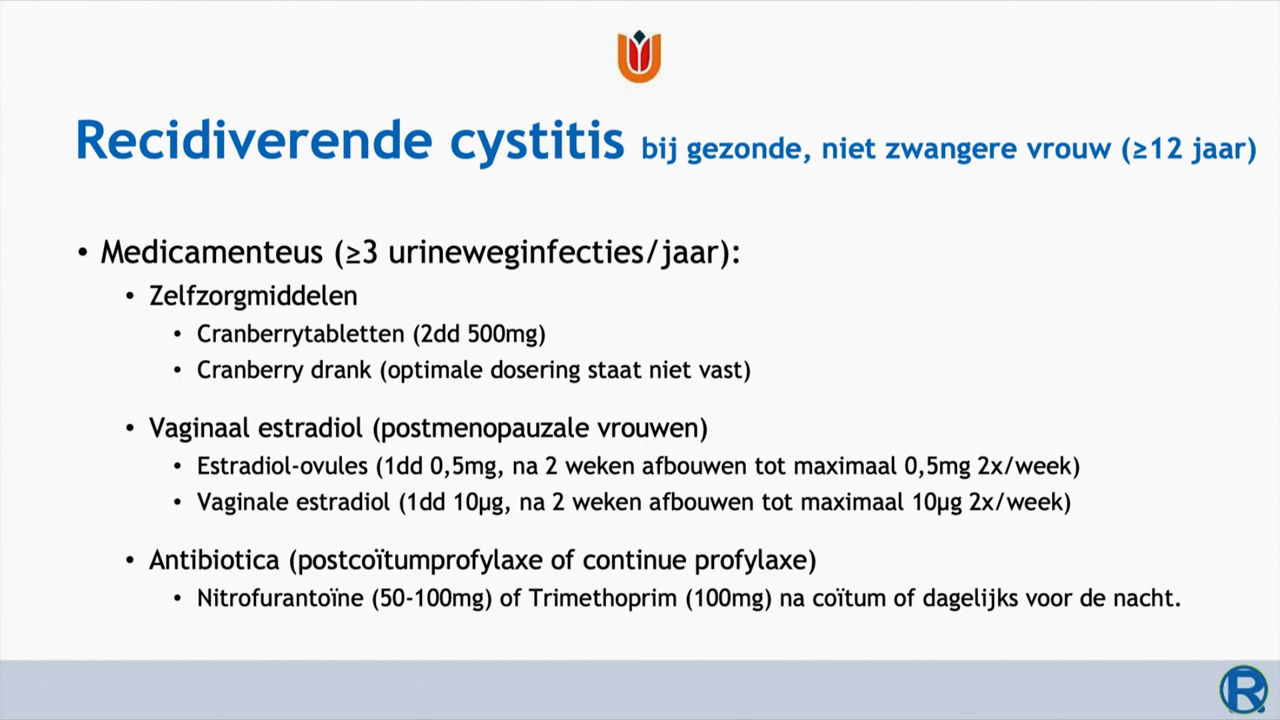 Recidiverende cystitis bij gezonde, niet zwangere vrouw (≥12 jaar)
• Medicamenteus (≥3 urineweginfecties/jaar):
• Zelfzorgmiddelen
• Cranberrytabletten (2dd 500mg)
• Cranberry drank (optimale dosering staat niet vast)
• Vaginaal estradiol (postmenopauzale vrouwen)
• Estradiol-ovules (1dd 0,5mg, na 2 weken afbouwen tot maximaal 0,5mg 2x/week)
• Vaginale estradiol (1dd 10µg, na 2 weken afbouwen tot maximaal 10µg 2x/week)
• Antibiotica (postcoïtumprofylaxe of continue profylaxe)
• Nitrofurantoïne (50-100mg) of Trimethoprim (100mg) na coïtum of dagelijks voor de nacht.
R